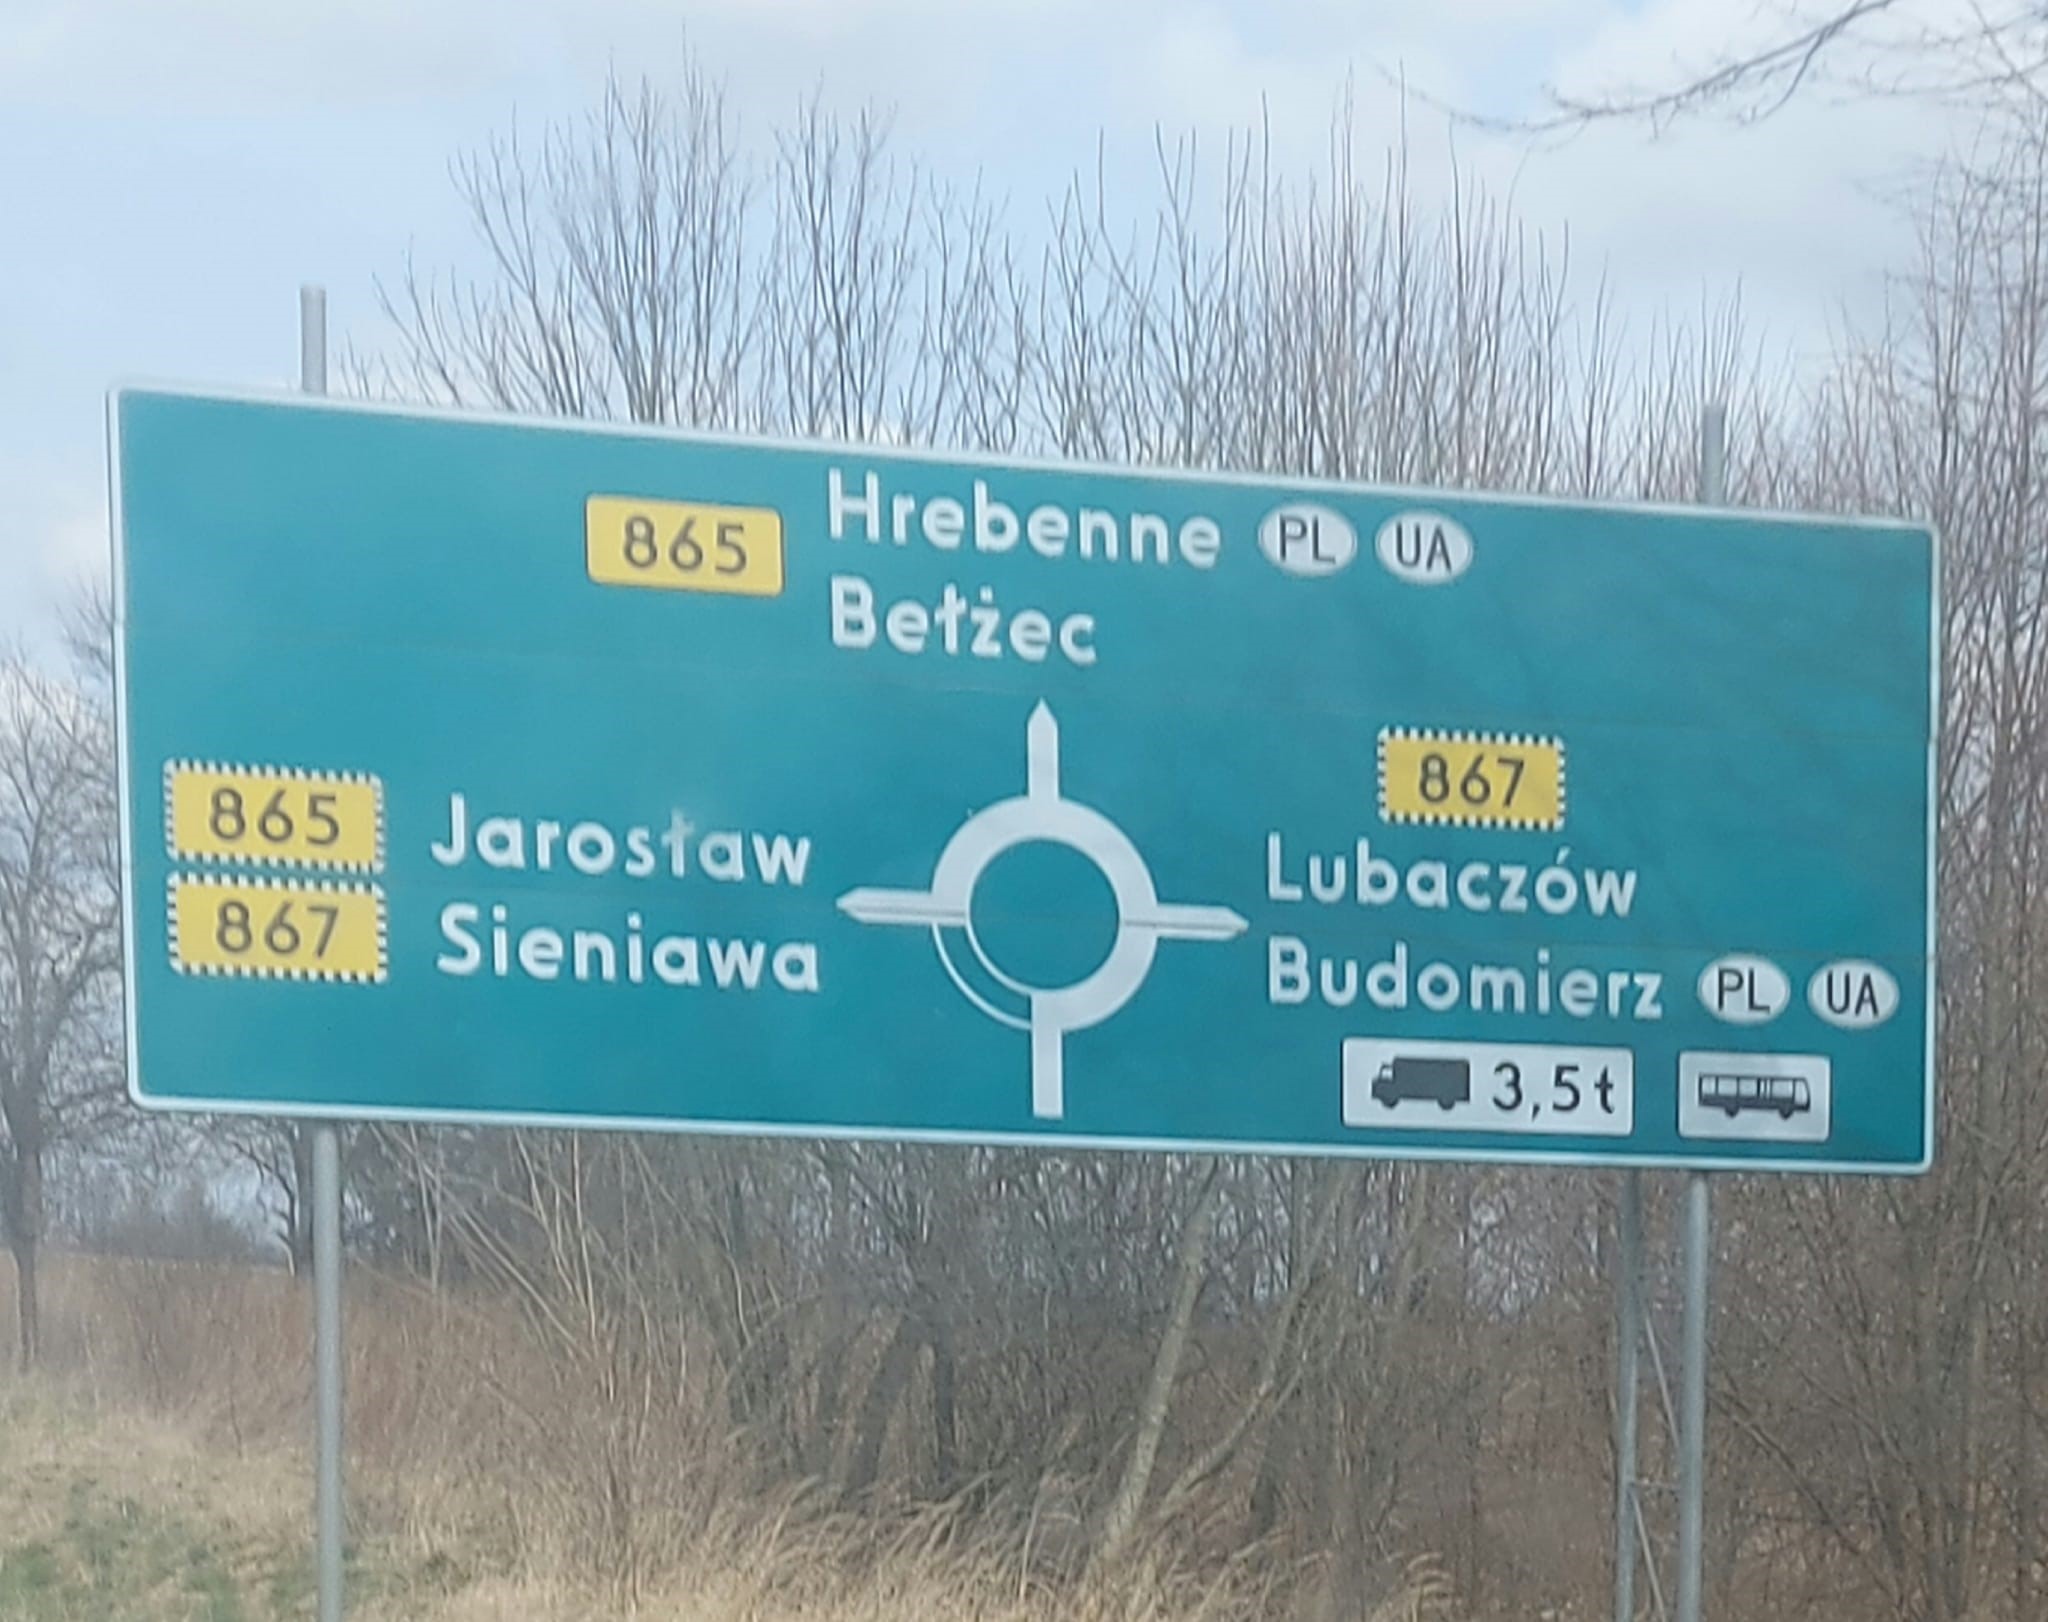 865 Hrebenne PL UA
Bełżec
865 Jarosław
867 Sieniawa
867
Lubaczów
Budomierz PL UA
3,5t